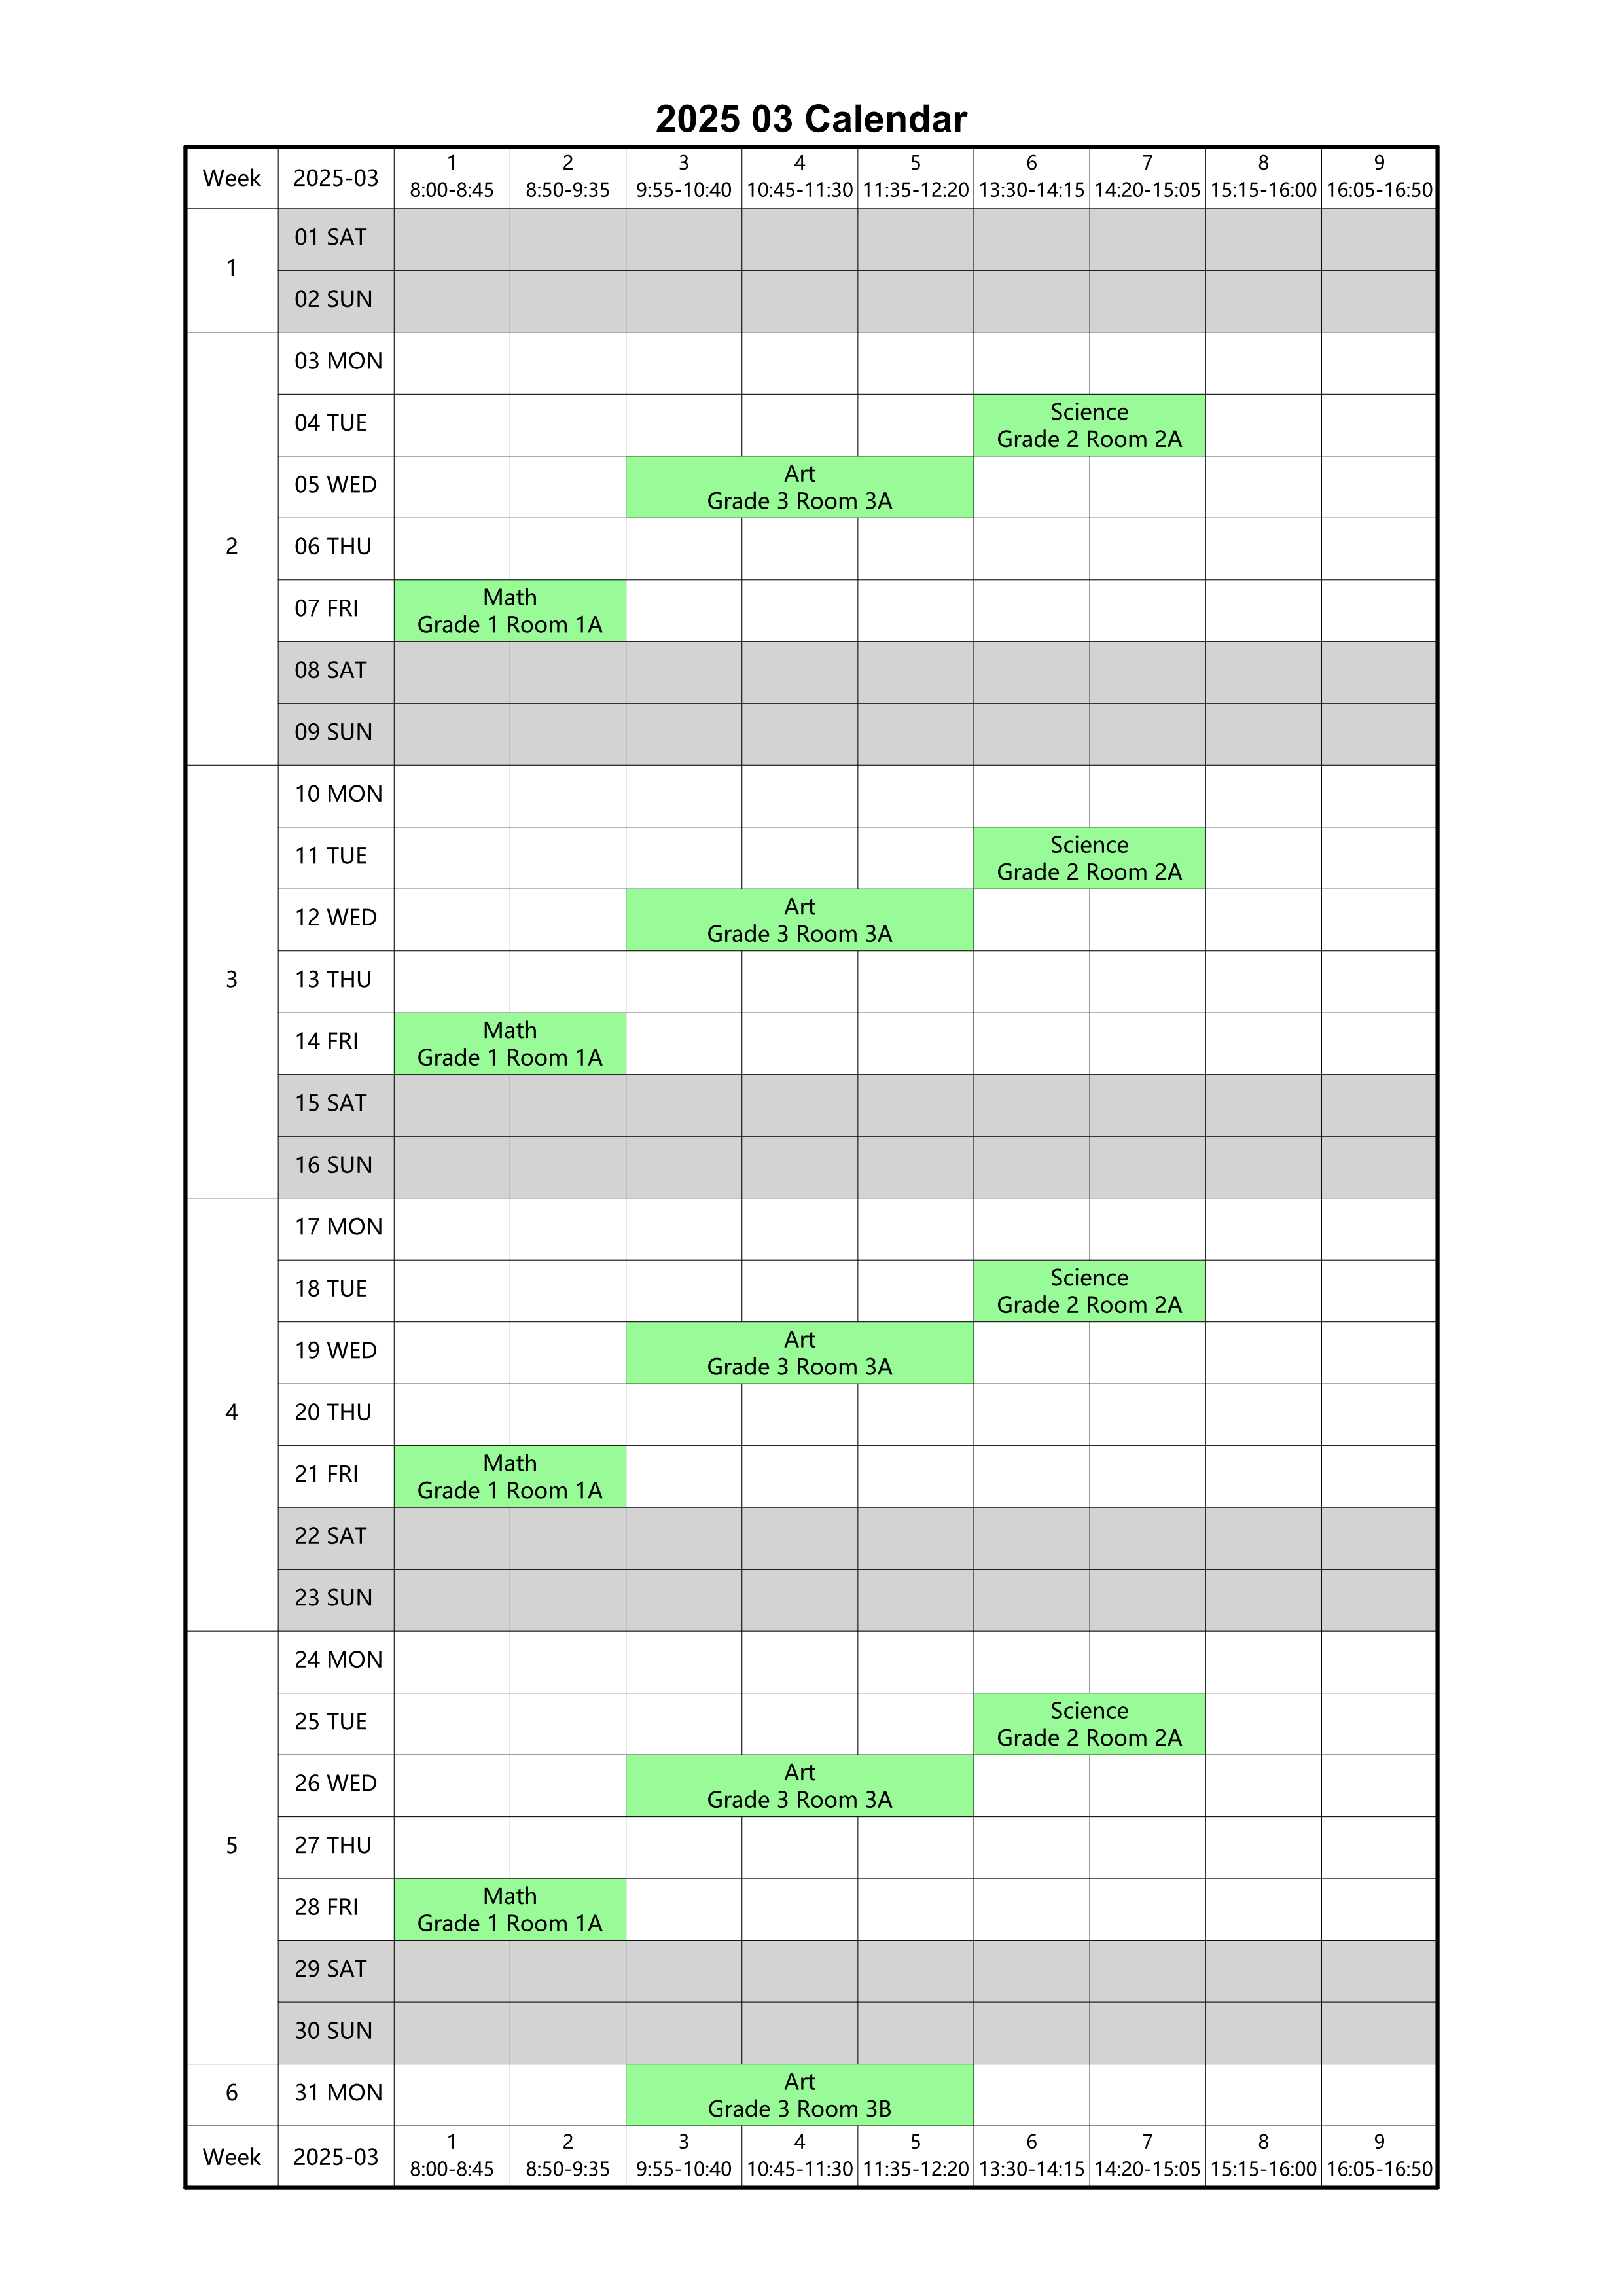 2025 03 Calendar
Week 2025-03 1 2 3 4 5 6 7 8 9
8:00-8:45 8:50-9:35 9:55-10:40 10:45-11:30 11:35-12:20 13:30-14:15 14:20-15:05 15:15-16:00 16:05-16:50
1
01 SAT
02 SUN
2
03 MON
04 TUE
Science
Grade 2 Room 2A
05 WED
Art
Grade 3 Room 3A
06 THU
07 FRI
Math
Grade 1 Room 1A
08 SAT
09 SUN
3
10 MON
11 TUE
Science
Grade 2 Room 2A
12 WED
Art
Grade 3 Room 3A
13 THU
14 FRI
Math
Grade 1 Room 1A
15 SAT
16 SUN
4
17 MON
18 TUE
Science
Grade 2 Room 2A
19 WED
Art
Grade 3 Room 3A
20 THU
21 FRI
Math
Grade 1 Room 1A
22 SAT
23 SUN
5
24 MON
25 TUE
Science
Grade 2 Room 2A
26 WED
Art
Grade 3 Room 3A
27 THU
28 FRI
Math
Grade 1 Room 1A
29 SAT
30 SUN
6
31 MON
Art
Grade 3 Room 3B
Week 2025-03 1 2 3 4 5 6 7 8 9
8:00-8:45 8:50-9:35 9:55-10:40 10:45-11:30 11:35-12:20 13:30-14:15 14:20-15:05 15:15-16:00 16:05-16:50